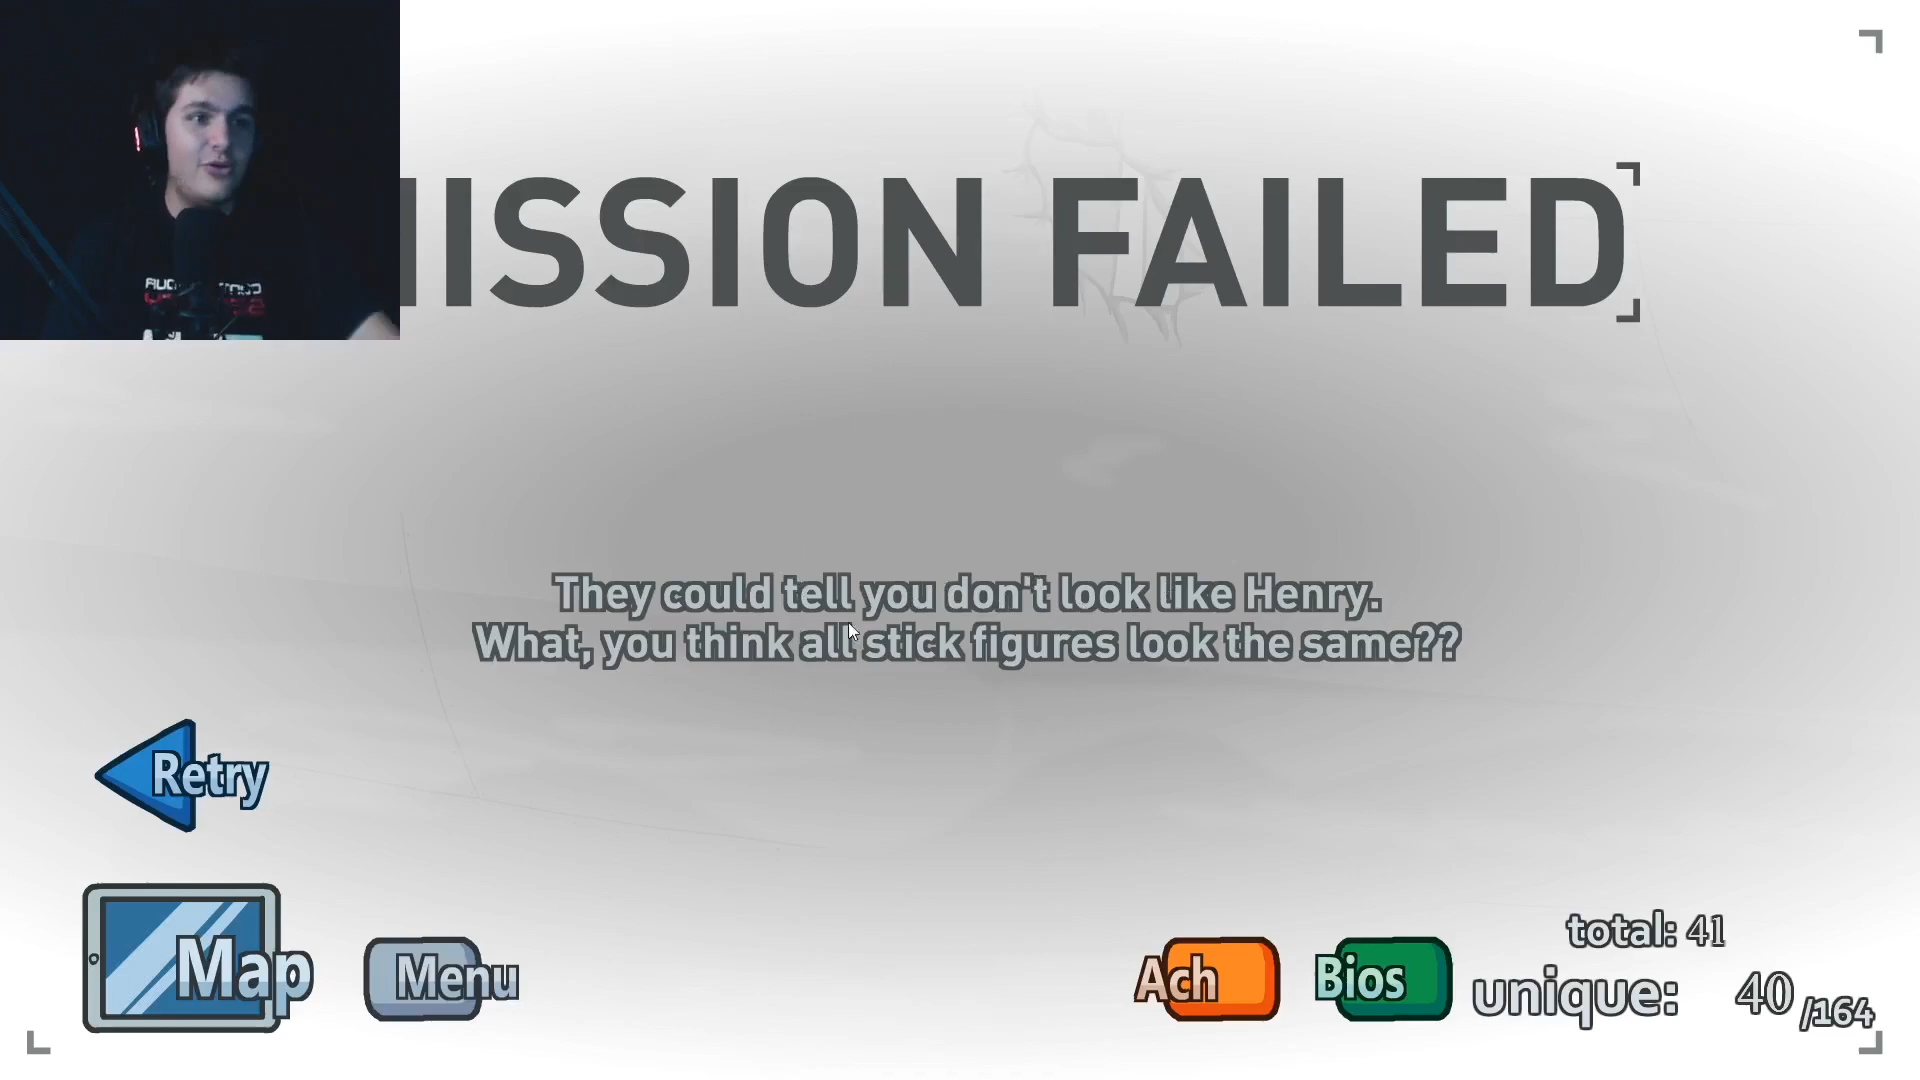 MISSION FAILED
They could tell you don't look like Henry.
What, you think all stick figures look the same??
Retry
Map
Menu
Ach
Bios
total: 41
unique: 40 /164